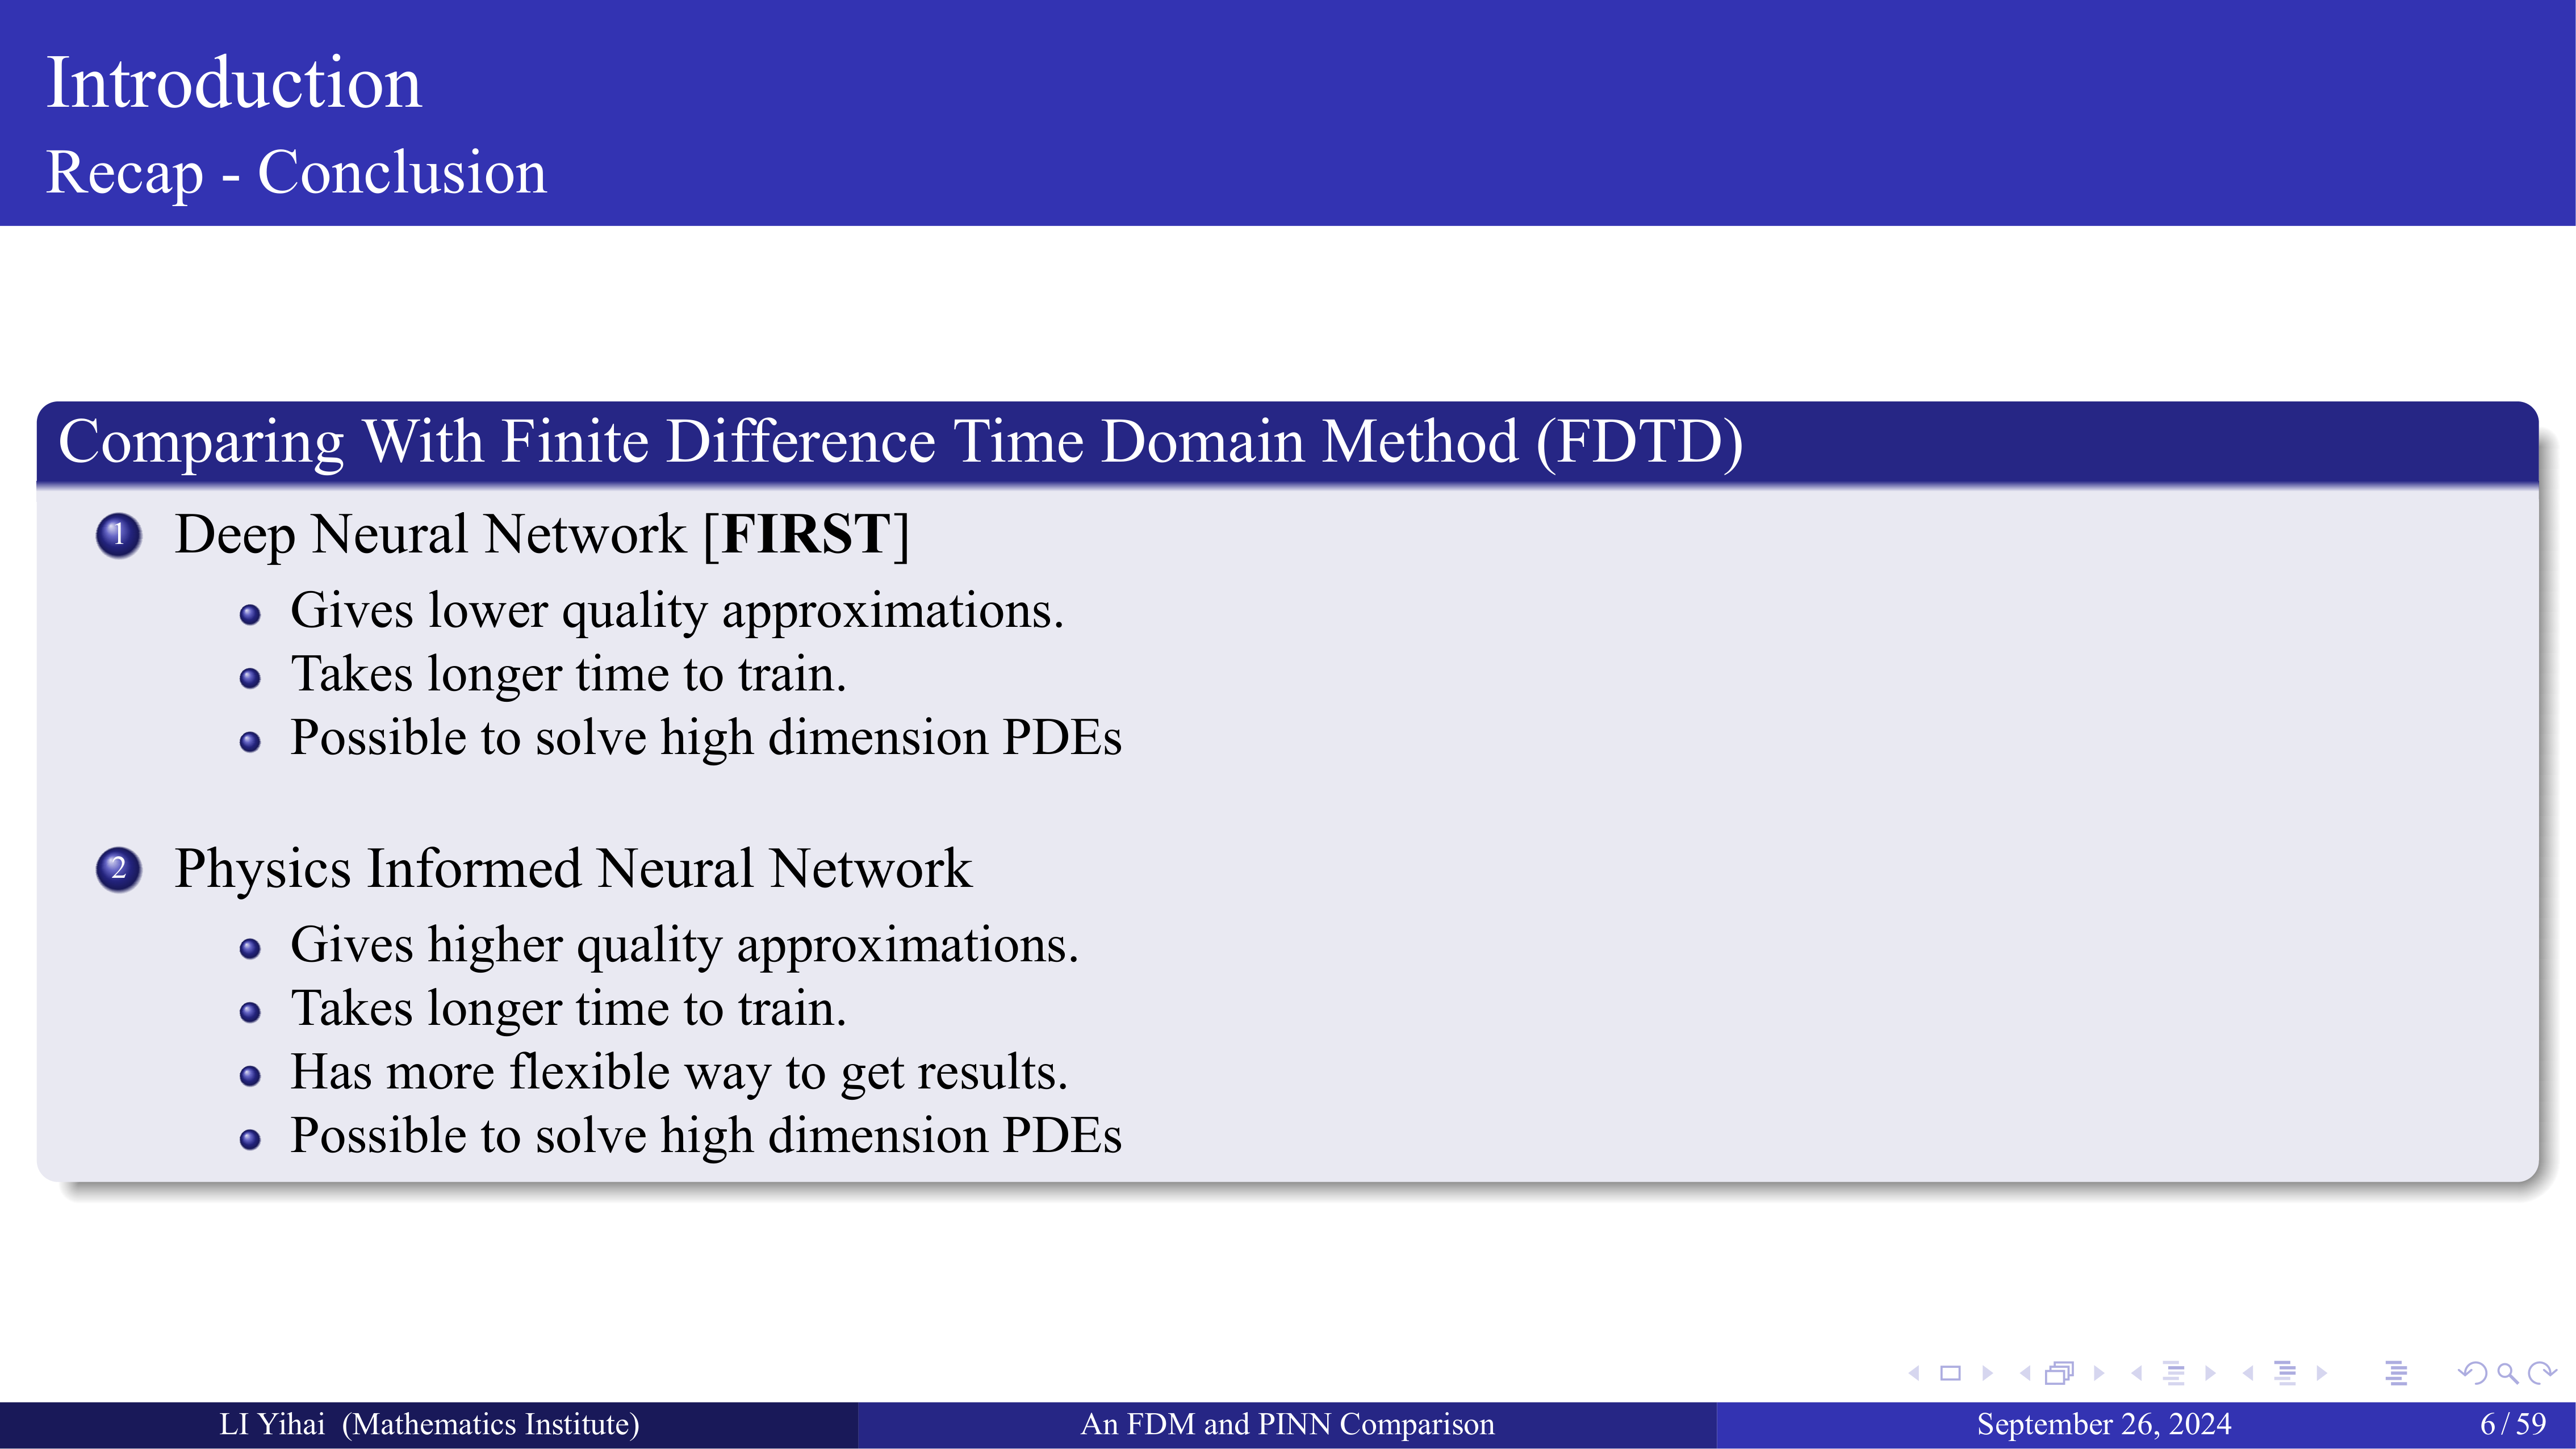 Introduction
Recap - Conclusion
Comparing With Finite Difference Time Domain Method (FDTD)
1 Deep Neural Network [FIRST]
Gives lower quality approximations.
Takes longer time to train.
Possible to solve high dimension PDEs
2 Physics Informed Neural Network
Gives higher quality approximations.
Takes longer time to train.
Has more flexible way to get results.
Possible to solve high dimension PDEs
LI Yihai (Mathematics Institute) An FDM and PINN Comparison September 26, 2024 6 / 59